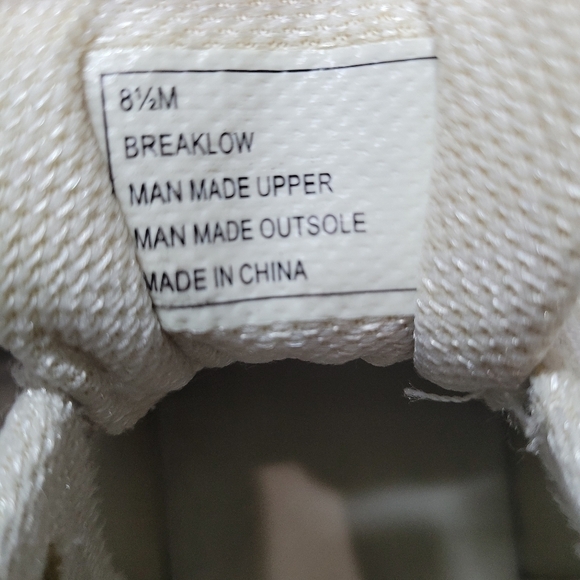 8½M
BREAKLOW
MAN MADE UPPER
MAN MADE OUTSOLE
MADE IN CHINA